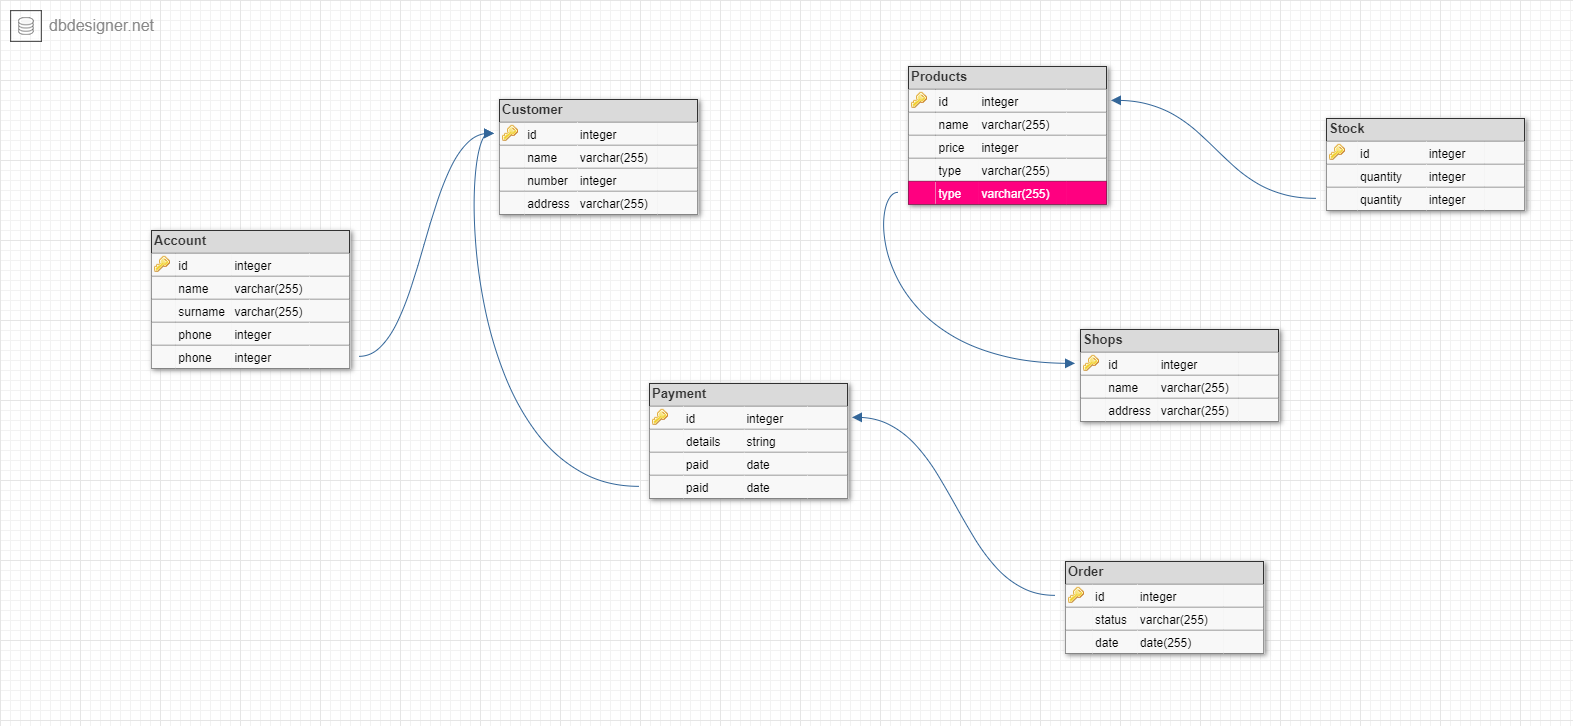 dbdesigner.net
Account
id integer
name varchar(255)
surname varchar(255)
phone integer
phone integer
Customer
id integer
name varchar(255)
number integer
address varchar(255)
Payment
id integer
details string
paid date
paid date
Products
id integer
name varchar(255)
price integer
type varchar(255)
type varchar(255)
Shops
id integer
name varchar(255)
address varchar(255)
Order
id integer
status varchar(255)
date date(255)
Stock
id integer
quantity integer
quantity integer